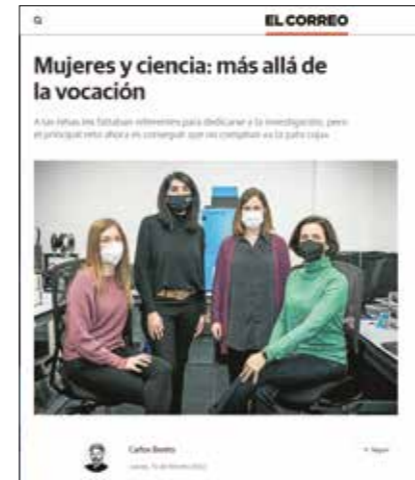 EL CORREO
Mujeres y ciencia: más allá de
la vocación
A las niñas les faltaban referentes para dedicarse a la investigación, pero
el principal reto ahora es conseguir que no compitan «a la pata coja»
Carlos Benito